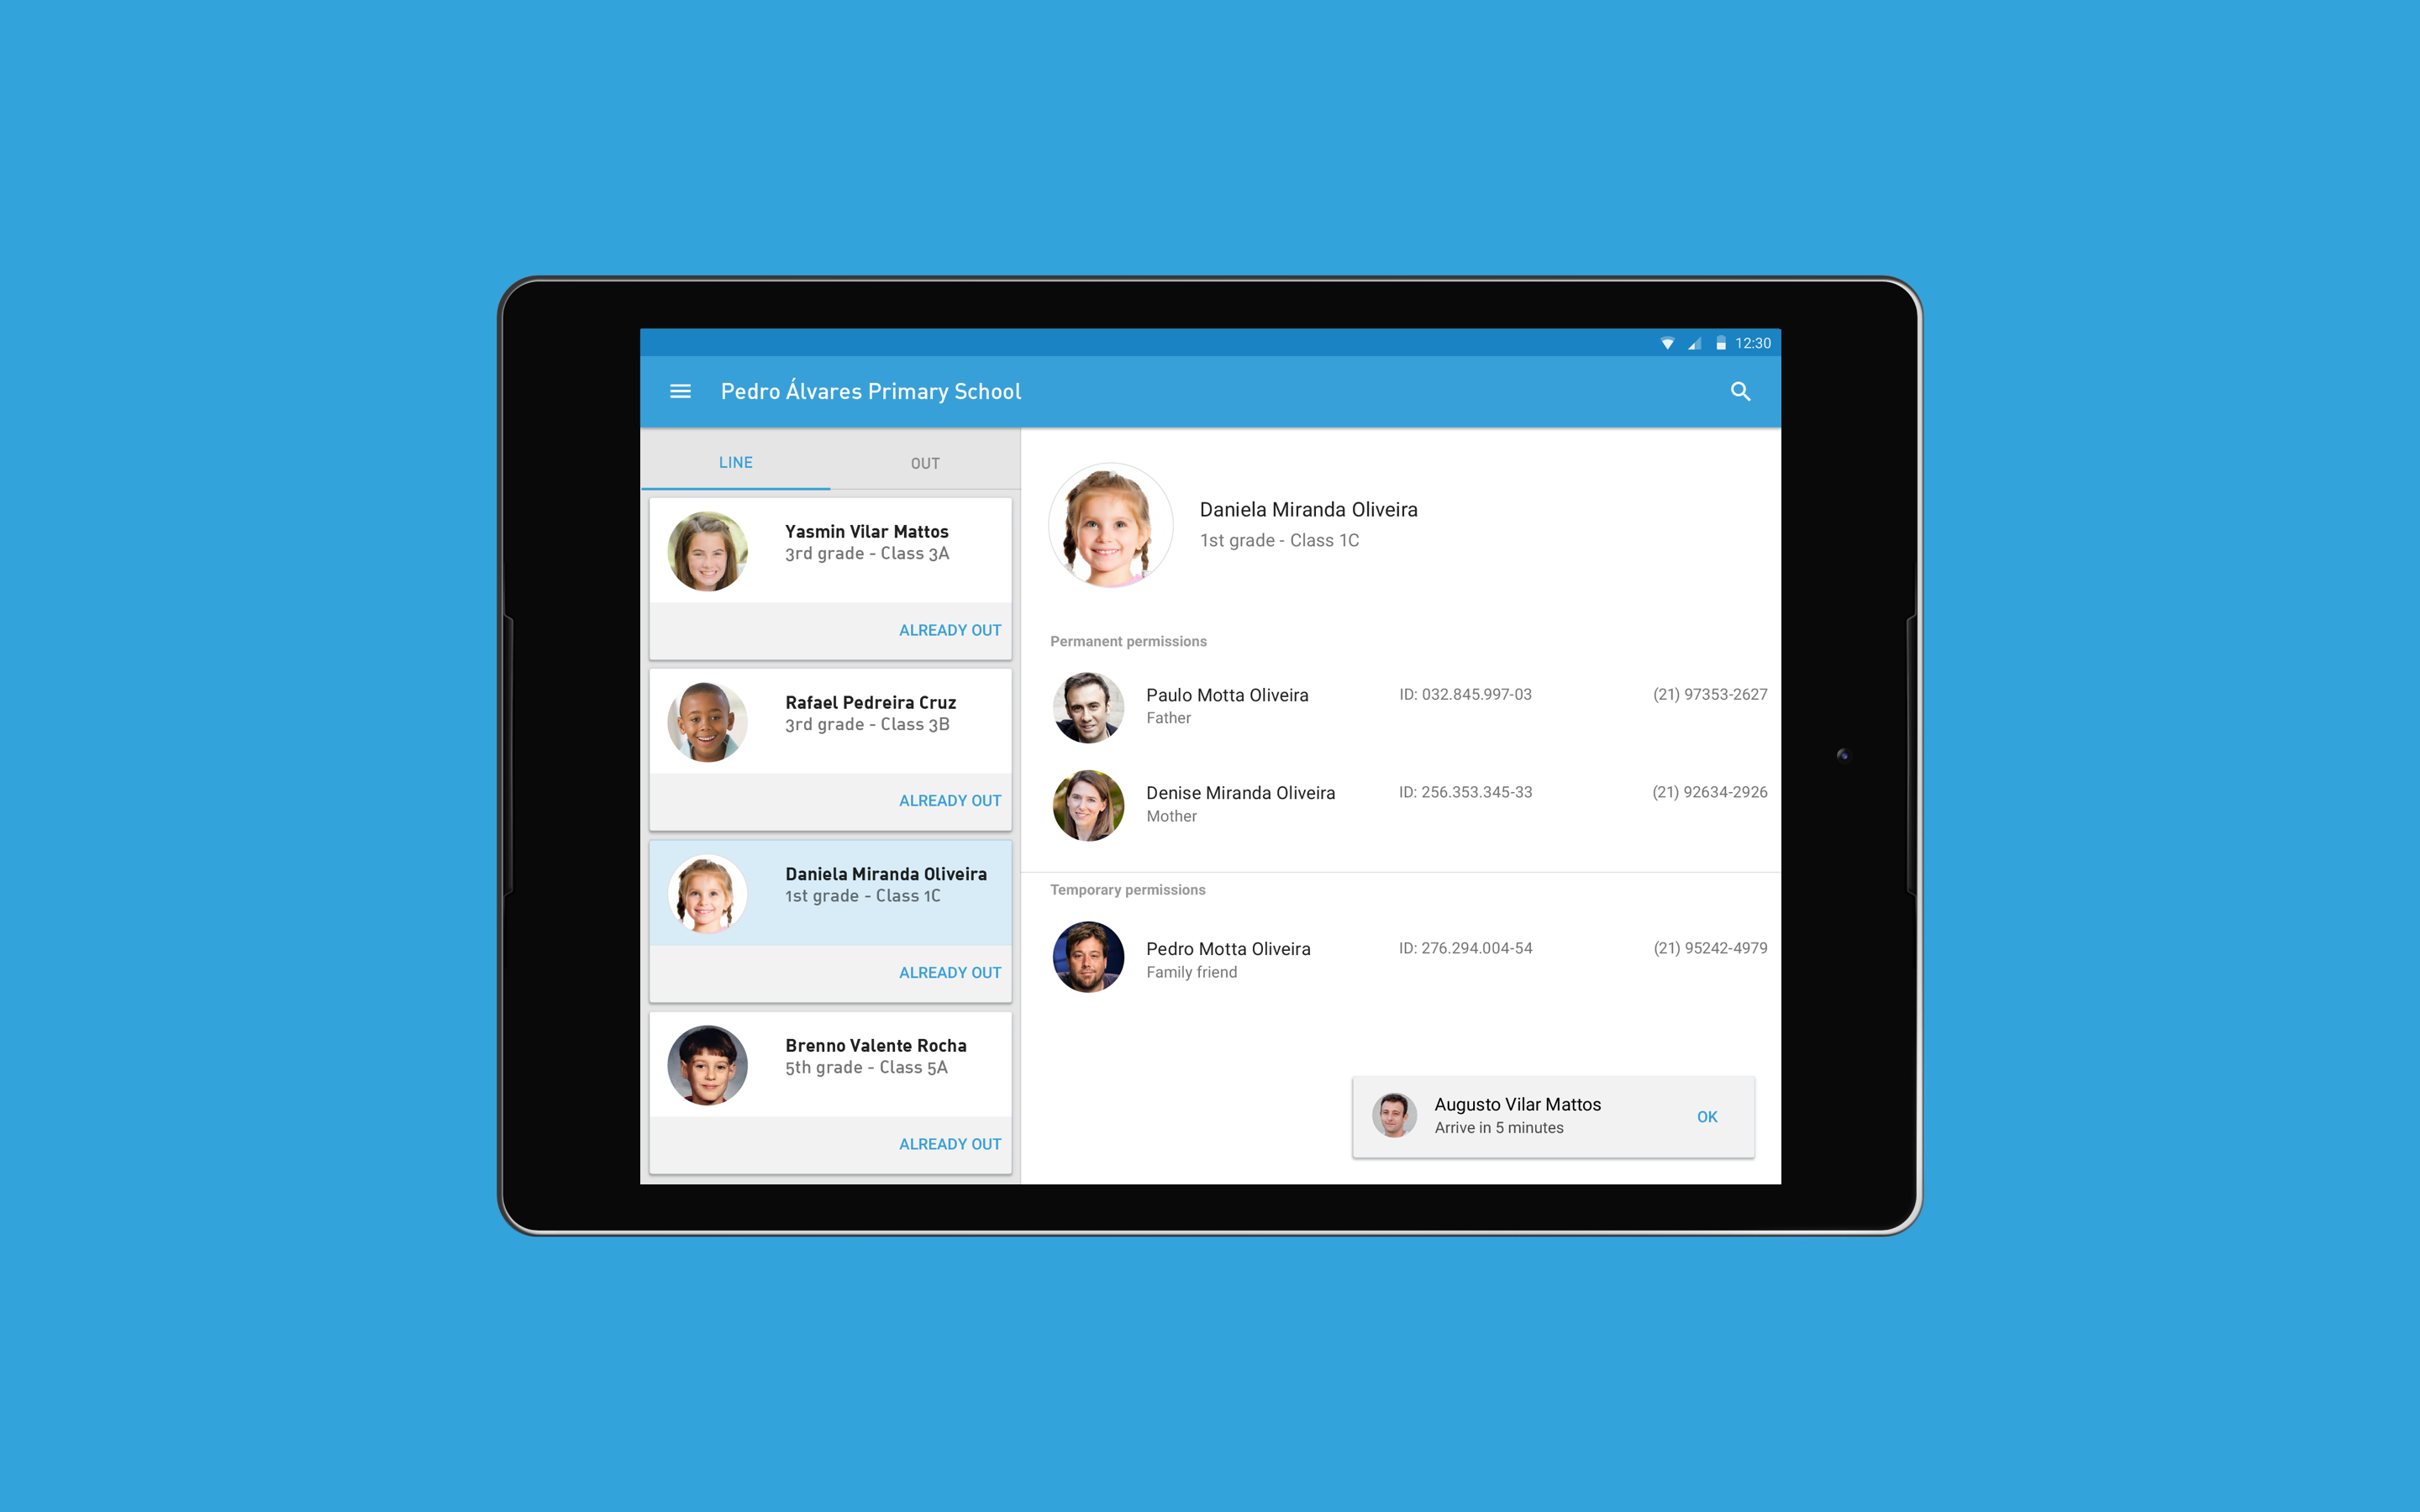 12:30
Pedro Álvares Primary School
LINE
OUT
Yasmin Vilar Mattos
3rd grade - Class 3A
ALREADY OUT
Rafael Pedreira Cruz
3rd grade - Class 3B
ALREADY OUT
Daniela Miranda Oliveira
1st grade - Class 1C
ALREADY OUT
Brenno Valente Rocha
5th grade - Class 5A
ALREADY OUT
Daniela Miranda Oliveira
1st grade - Class 1C
Permanent permissions
Paulo Motta Oliveira
Father
ID: 032.845.997-03
(21) 97353-2627
Denise Miranda Oliveira
Mother
ID: 256.353.345-33
(21) 92634-2926
Temporary permissions
Pedro Motta Oliveira
Family friend
ID: 276.294.004-54
(21) 95242-4979
Augusto Vilar Mattos
Arrive in 5 minutes
OK